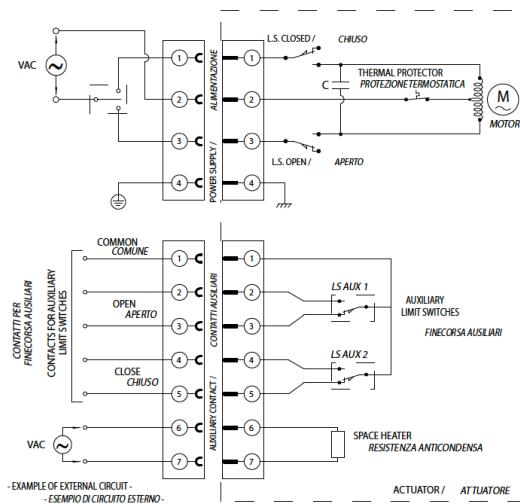 L.S. CLOSED / CHIUSO
VAC
1
1
ALIMENTAZIONE
POWER SUPPLY /
THERMAL PROTECTOR
PROTEZIONE TERMOSTATICA
C
M
MOTOR
2
2
3
3
L.S. OPEN / APERTO
4
4
COMMON
COMUNE
1
1
CONTATTI PER
FINECORSA AUSILIARI
CONTACTS FOR AUXILIARY
LIMIT SWITCHES
CONTATTI AUSILIARI
AUXILIARY CONTACT /
2
2
LS AUX 1
OPEN
APERTO
3
3
AUXILIARY
LIMIT SWITCHES
FINECORSA AUSILIARI
CLOSE
CHIUSO
4
4
LS AUX 2
5
5
VAC
6
6
7
7
SPACE HEATER
RESISTENZA ANTICONDENSA
- EXAMPLE OF EXTERNAL CIRCUIT -
- ESEMPIO DI CIRCUITO ESTERNO -
ACTUATOR / ATTUATORE